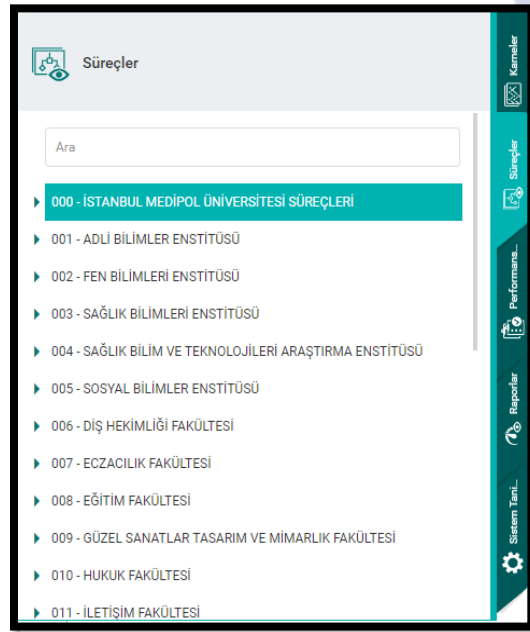 Süreçler
Ara
000 - İSTANBUL MEDİPOL ÜNİVERSİTESİ SÜREÇLERİ
001 - ADLİ BİLİMLER ENSTİTÜSÜ
002 - FEN BİLİMLERİ ENSTİTÜSÜ
003 - SAĞLIK BİLİMLERİ ENSTİTÜSÜ
004 - SAĞLIK BİLİM VE TEKNOLOJİLERİ ARAŞTIRMA ENSTİTÜSÜ
005 - SOSYAL BİLİMLER ENSTİTÜSÜ
006 - DİŞ HEKİMLİĞİ FAKÜLTESİ
007 - ECZACILIK FAKÜLTESİ
008 - EĞİTİM FAKÜLTESİ
009 - GÜZEL SANATLAR TASARIM VE MİMARLIK FAKÜLTESİ
010 - HUKUK FAKÜLTESİ
011 - İLETİŞİM FAKÜLTESİ
Karneler
Süreçler
Performans...
Raporlar
Sistem Tani...